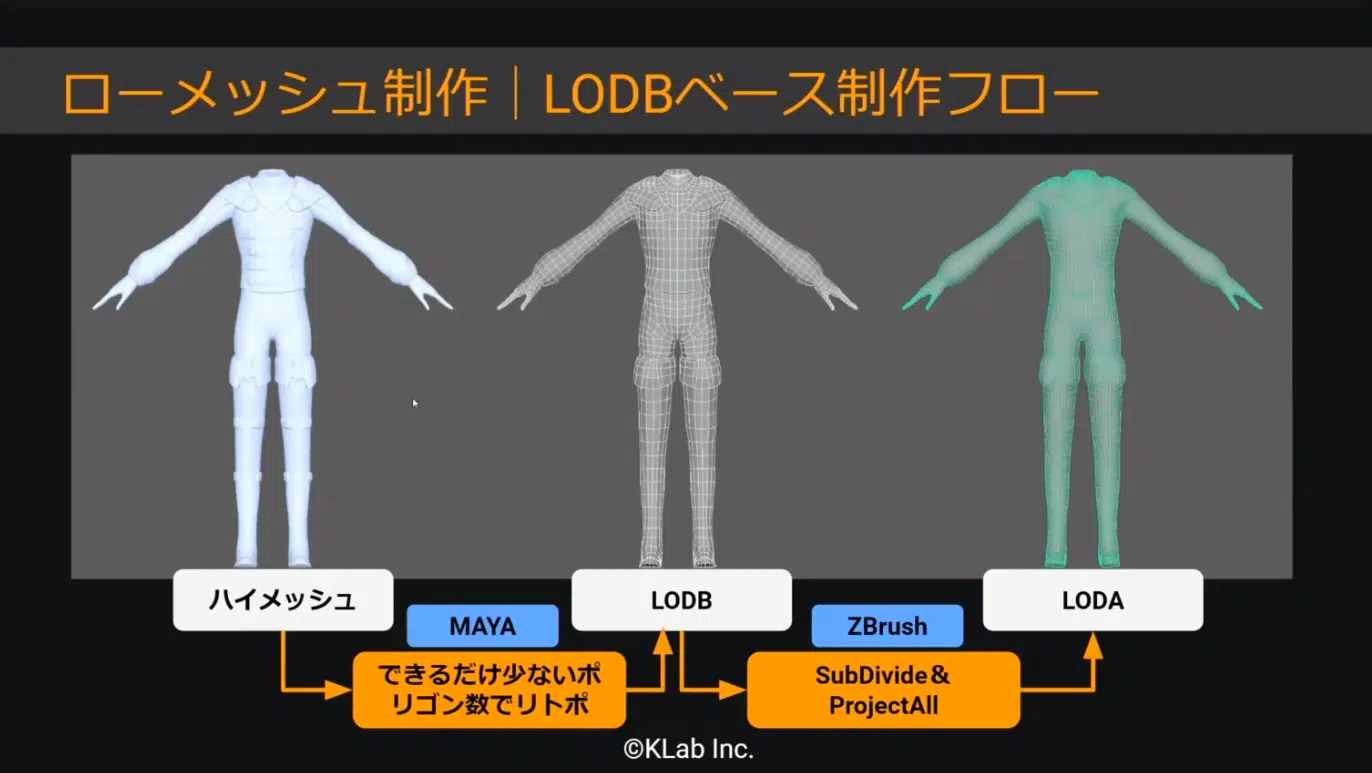 ローメッシュ制作｜LODBベース制作フロー
ハイメッシュ
MAYA
できるだけ少ないポ
リゴン数でリトポ
LODB
ZBrush
SubDivide＆
ProjectAll
LODA
©KLab Inc.